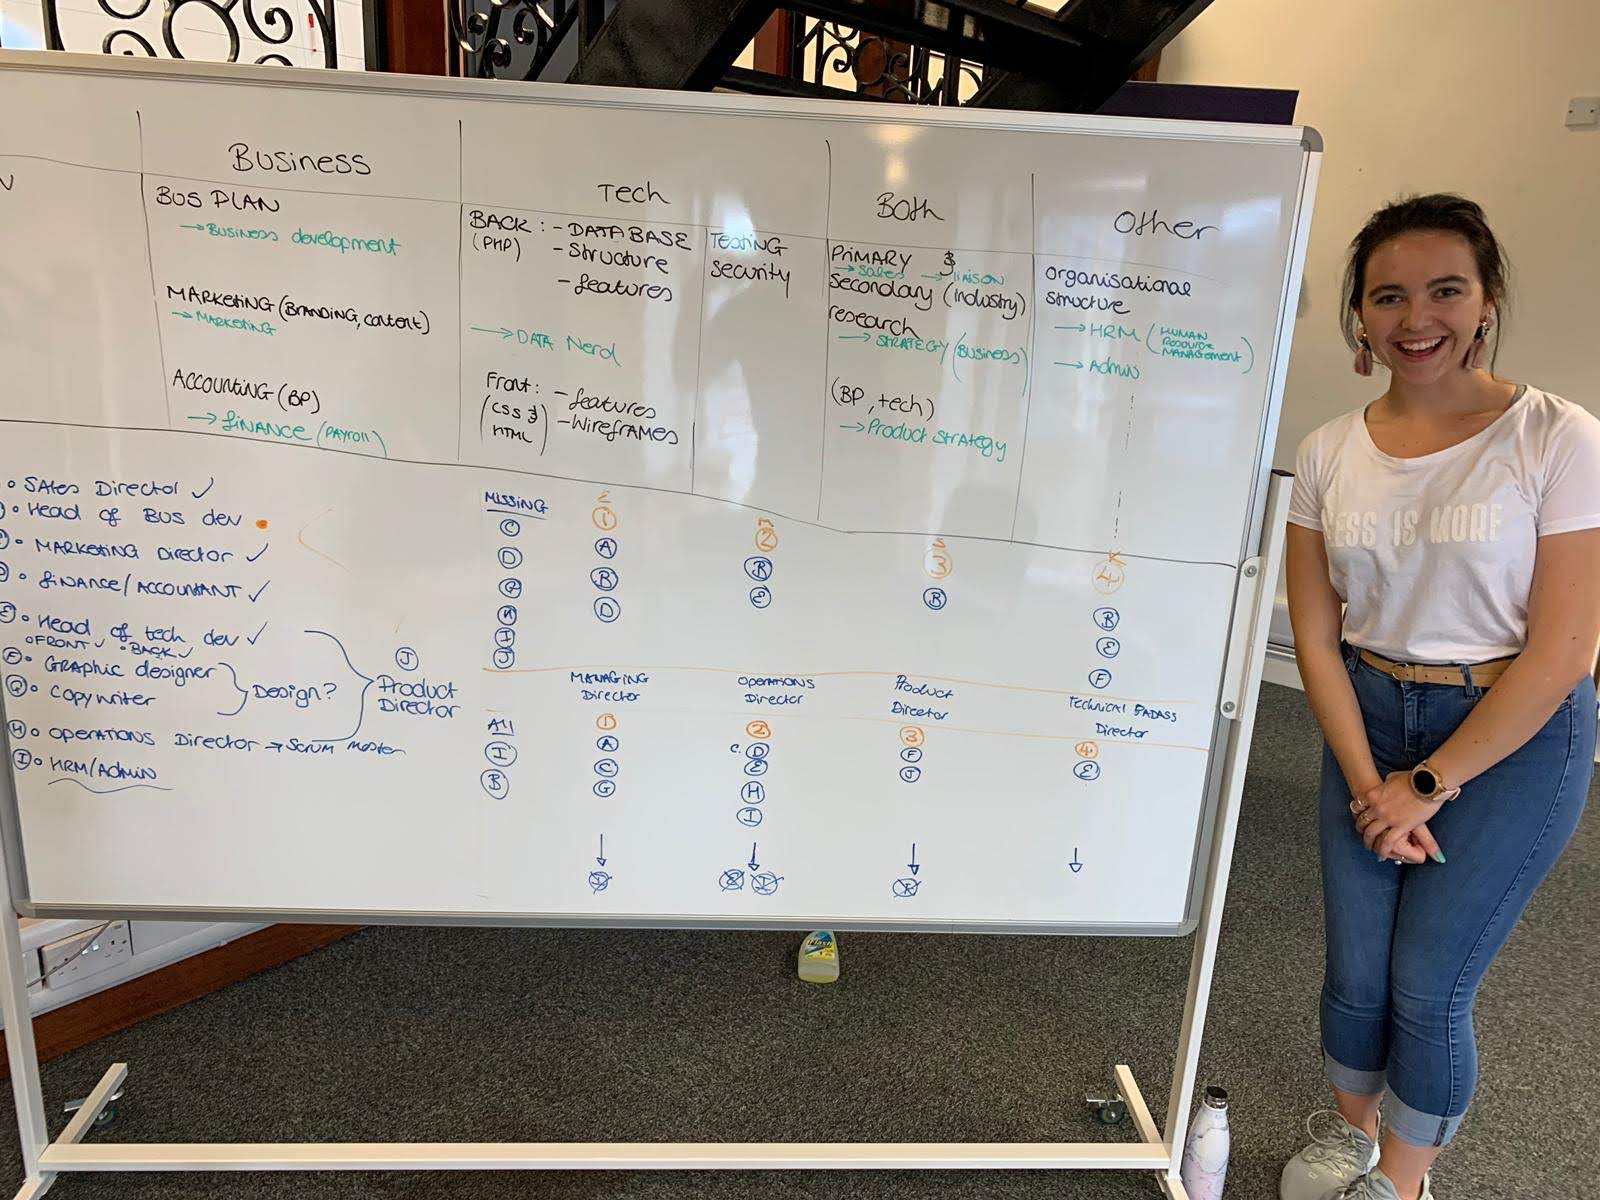 Business
BUS PLAN
→ Business development
MARKETING (BRANDING, content)
→ MARKETING
ACCOUNTING (BP)
→ FINANCE (PAYROLL)
Tech
BACK : - DATABASE
(PHP) - Structure
- features
→ DATA Nerd
Front: - features
(CSS & - WIREFRAMES
HTML)
TESTING
Security
Both
PRIMARY &
→ Sales → liaison
Secondary (industry)
research
→ STRATEGY (BUSINESS)
(BP, tech)
→ Product strategy
Other
organisational
structure
→ HRM (HUMAN
RESOURCE
MANAGEMENT)
→ Admin
• SALES Director ✓
• Head of BUS dev •
• MARKETING Director ✓
• FINANCE/ACCOUNTANT ✓
E • Head of tech dev ✓
• FRONT ✓ • BACK ✓
F • GRAPHIC designer
G • Copywriter
Design?
J
Product
Director
H • OPERATIONS Director → Scrum Master
I • HRM/ADMIN
MISSING
C
D
G
H
I
J
1
A
B
D
2
B
E
3
B
K
4
B
E
F
MANAGING
Director
OPERATIONS
Director
Product
Director
TECHNICAL BADASS
Director
All
I
B
1
A
C
G
2
C. D
E
H
I
3
F
J
4
E
LESS IS MORE
Flash